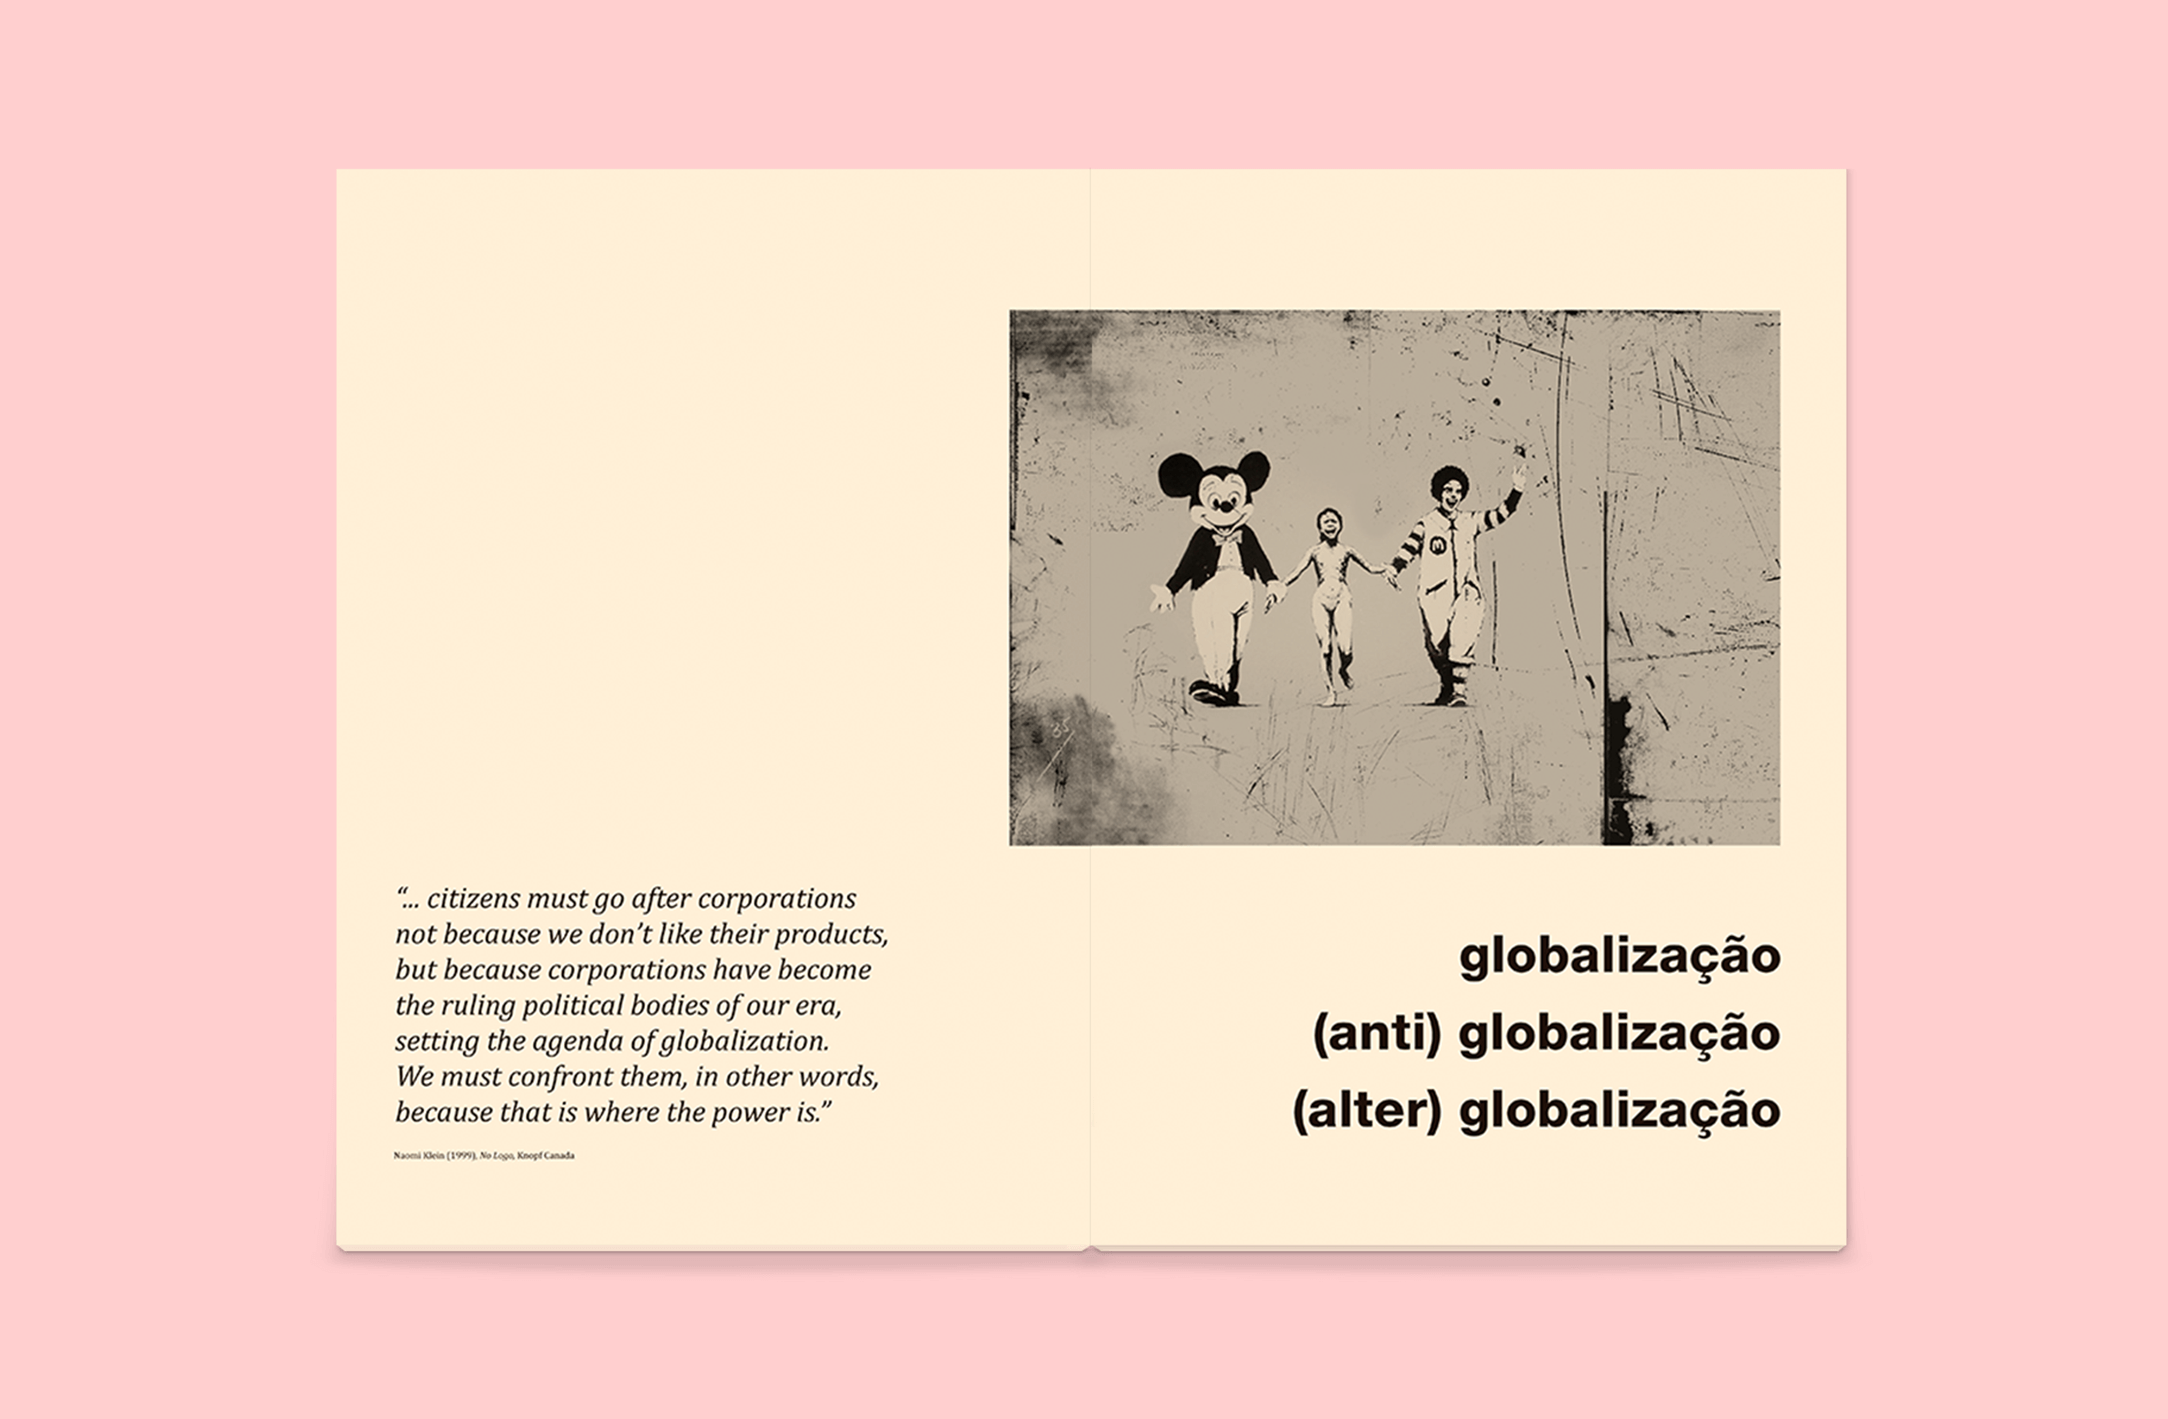 “... citizens must go after corporations
not because we don’t like their products,
but because corporations have become
the ruling political bodies of our era,
setting the agenda of globalization.
We must confront them, in other words,
because that is where the power is.”
Naomi Klein (1999), No Logo, Knopf Canada
M
globalização
(anti) globalização
(alter) globalização